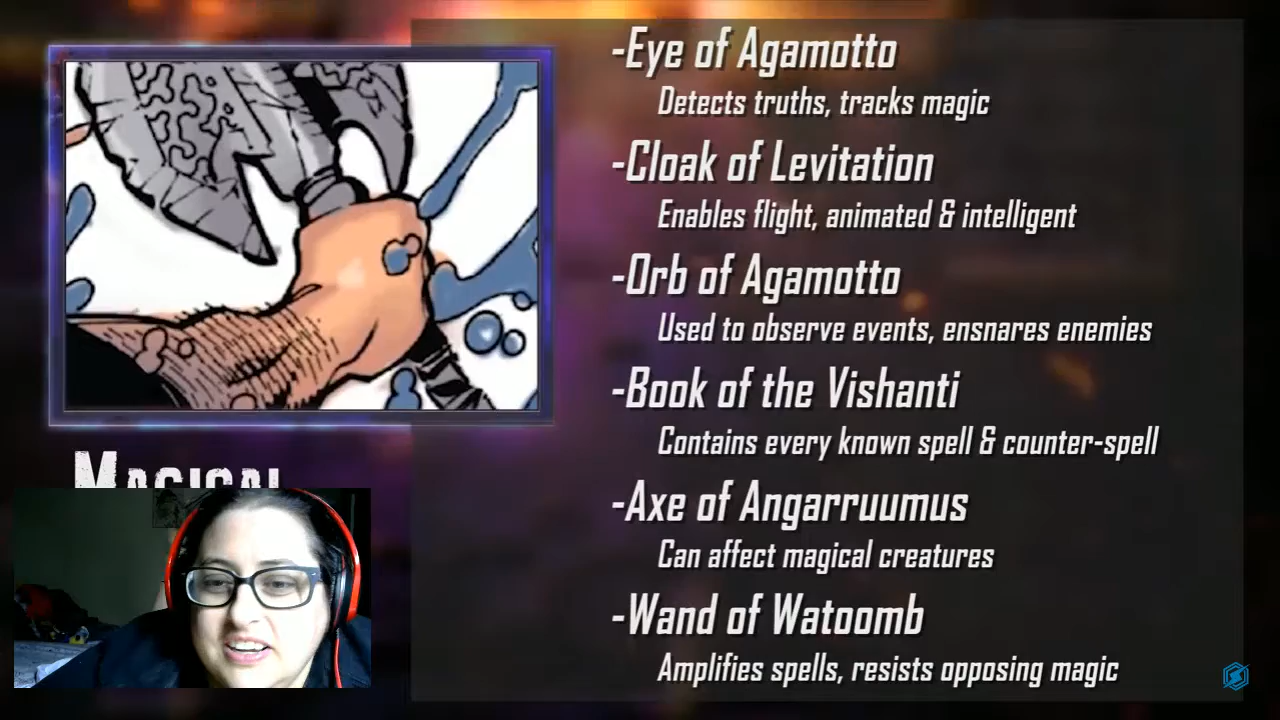 -Eye of Agamotto
Detects truths, tracks magic
-Cloak of Levitation
Enables flight, animated & intelligent
-Orb of Agamotto
Used to observe events, ensnares enemies
-Book of the Vishanti
Contains every known spell & counter-spell
-Axe of Angarruumus
Can affect magical creatures
-Wand of Watoomb
Amplifies spells, resists opposing magic
Magical